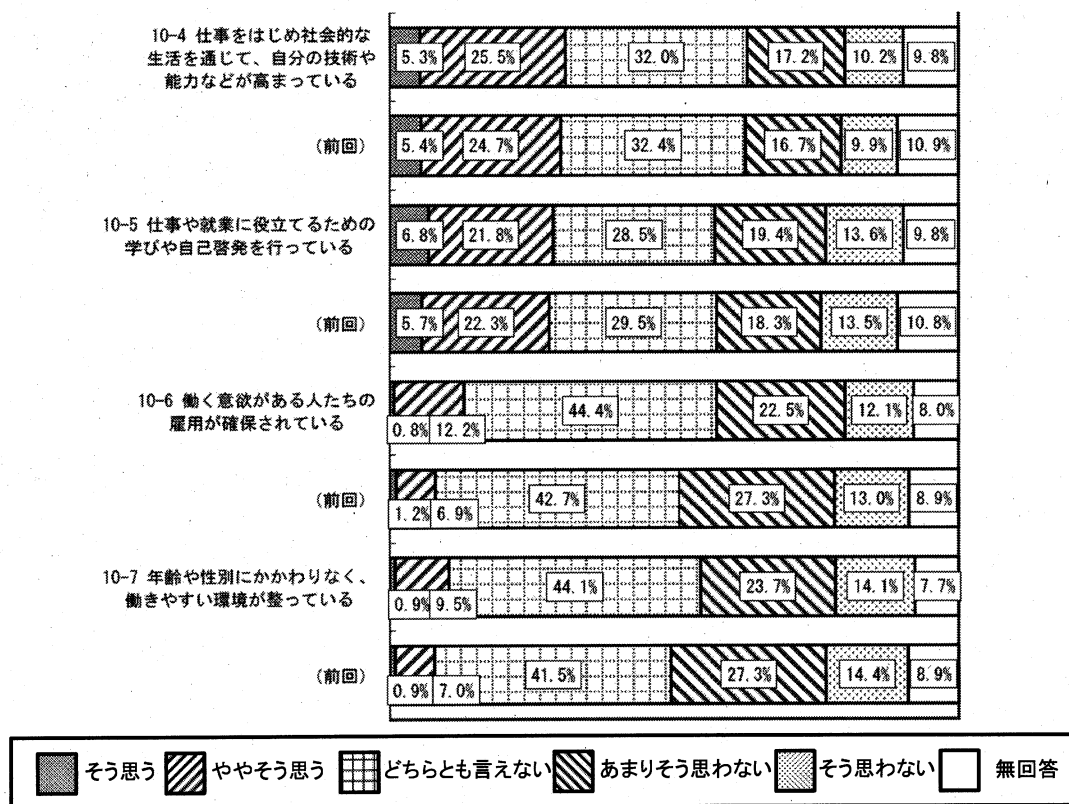 10-4 仕事をはじめ社会的な
生活を通じて、自分の技術や
能力などが高まっている
5.3% 25.5% 32.0% 17.2% 10.2% 9.8%
(前回)
5.4% 24.7% 32.4% 16.7% 9.9% 10.9%
10-5 仕事や就業に役立てるための
学びや自己啓発を行っている
6.8% 21.8% 28.5% 19.4% 13.6% 9.8%
(前回)
5.7% 22.3% 29.5% 18.3% 13.5% 10.8%
10-6 働く意欲がある人たちの
雇用が確保されている
0.8% 12.2% 44.4% 22.5% 12.1% 8.0%
(前回)
1.2% 6.9% 42.7% 27.3% 13.0% 8.9%
10-7 年齢や性別にかかわりなく、
働きやすい環境が整っている
0.9% 9.5% 44.1% 23.7% 14.1% 7.7%
(前回)
0.9% 7.0% 41.5% 27.3% 14.4% 8.9%
そう思う ややそう思う どちらとも言えない あまりそう思わない そう思わない 無回答